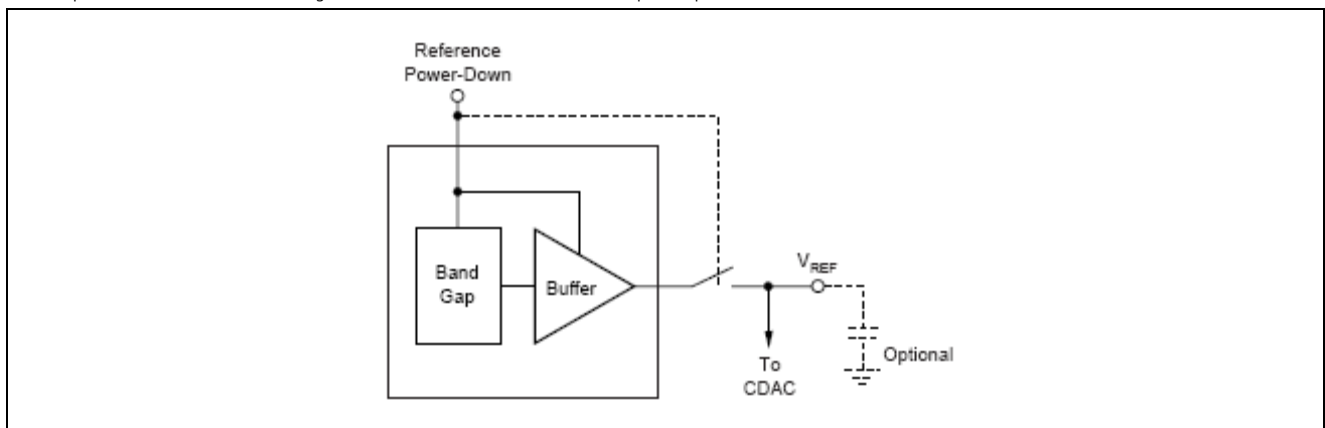 Reference
Power-Down
Band
Gap
Buffer
VREF
To
CDAC
Optional